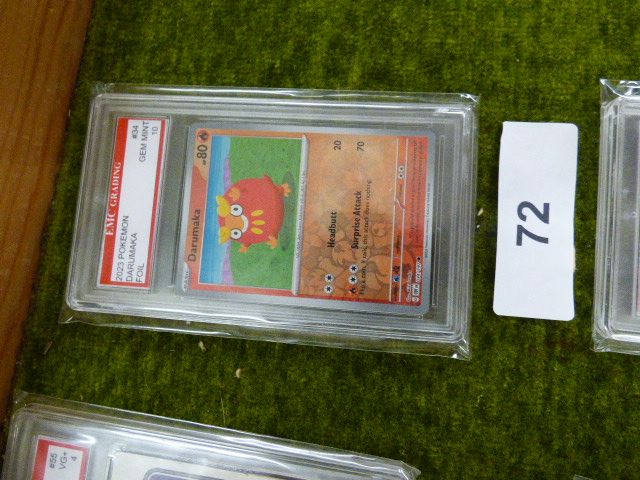 EMC GRADING
2023 POKEMON #34
DARUMAKA GEM MINT
FOIL 10
Darumaka HP 80
Headbutt 20
Surprise Attack 70
72
#55
VG+
4